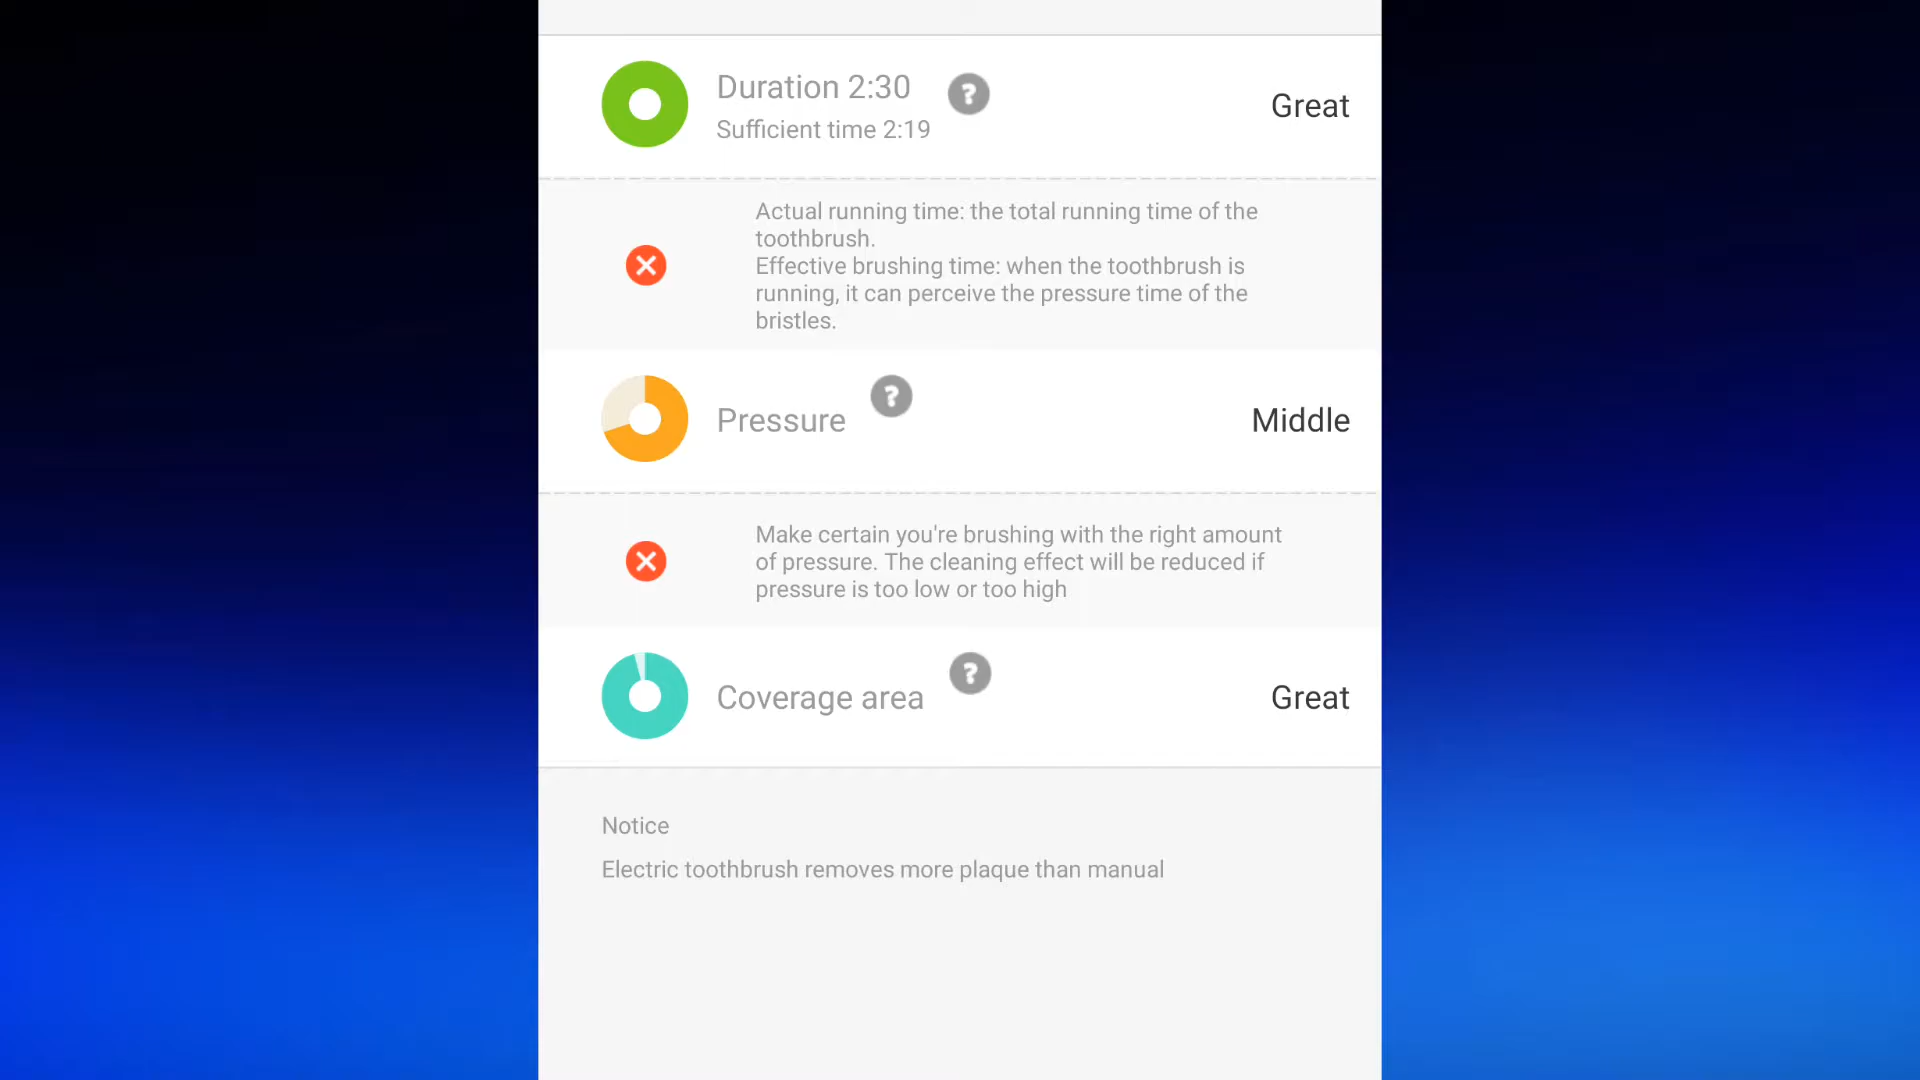 Duration 2:30
Sufficient time 2:19
?
Great
Actual running time: the total running time of the
toothbrush.
Effective brushing time: when the toothbrush is
running, it can perceive the pressure time of the
bristles.
Pressure
?
Middle
Make certain you're brushing with the right amount
of pressure. The cleaning effect will be reduced if
pressure is too low or too high
Coverage area
?
Great
Notice
Electric toothbrush removes more plaque than manual